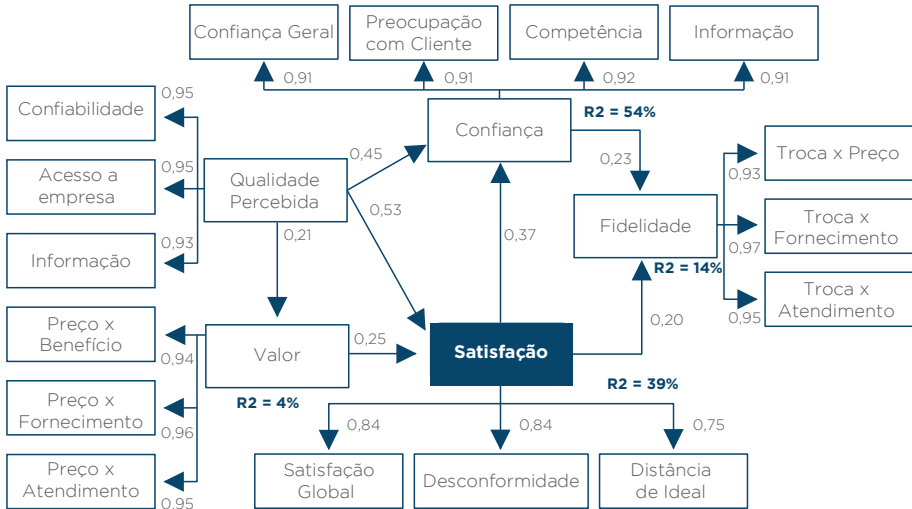 Confiança Geral
Preocupação
com Cliente
Competência
Informação
0,91
0,91
0,92
0,91
Confiabilidade
0,95
Confiança
R2 = 54%
Acesso a
empresa
0,95
Qualidade
Percebida
0,45
0,53
0,23
Troca x Preço
0,93
Informação
0,93
0,21
0,37
Fidelidade
R2 = 14%
Troca x
Fornecimento
0,97
Troca x
Atendimento
0,95
Preço x
Benefício
0,94
Valor
0,25
R2 = 4%
Satisfação
0,20
R2 = 39%
Preço x
Fornecimento
0,96
Preço x
Atendimento
0,95
0,84
0,84
0,75
Satisfação
Global
Desconformidade
Distância
de Ideal